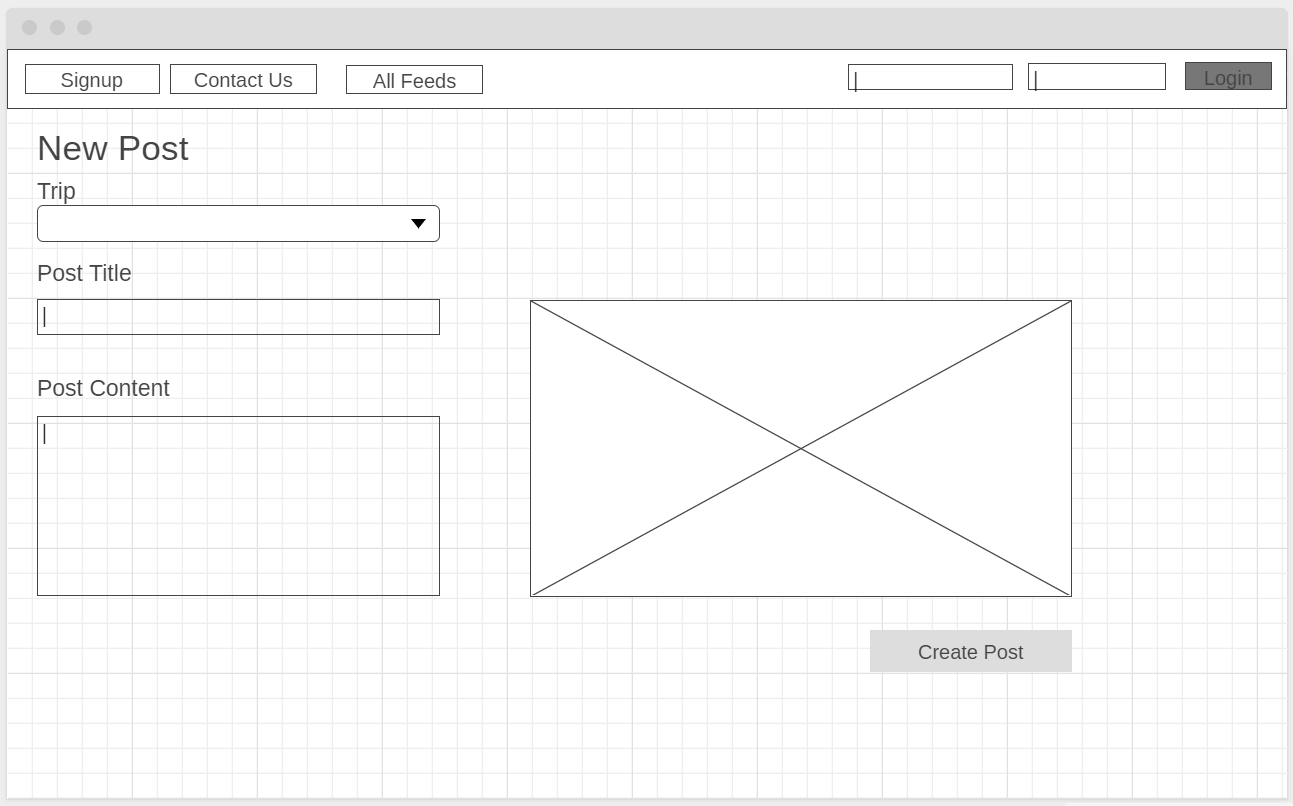 Signup
Contact Us
All Feeds
Login
New Post
Trip
Post Title
Post Content
Create Post